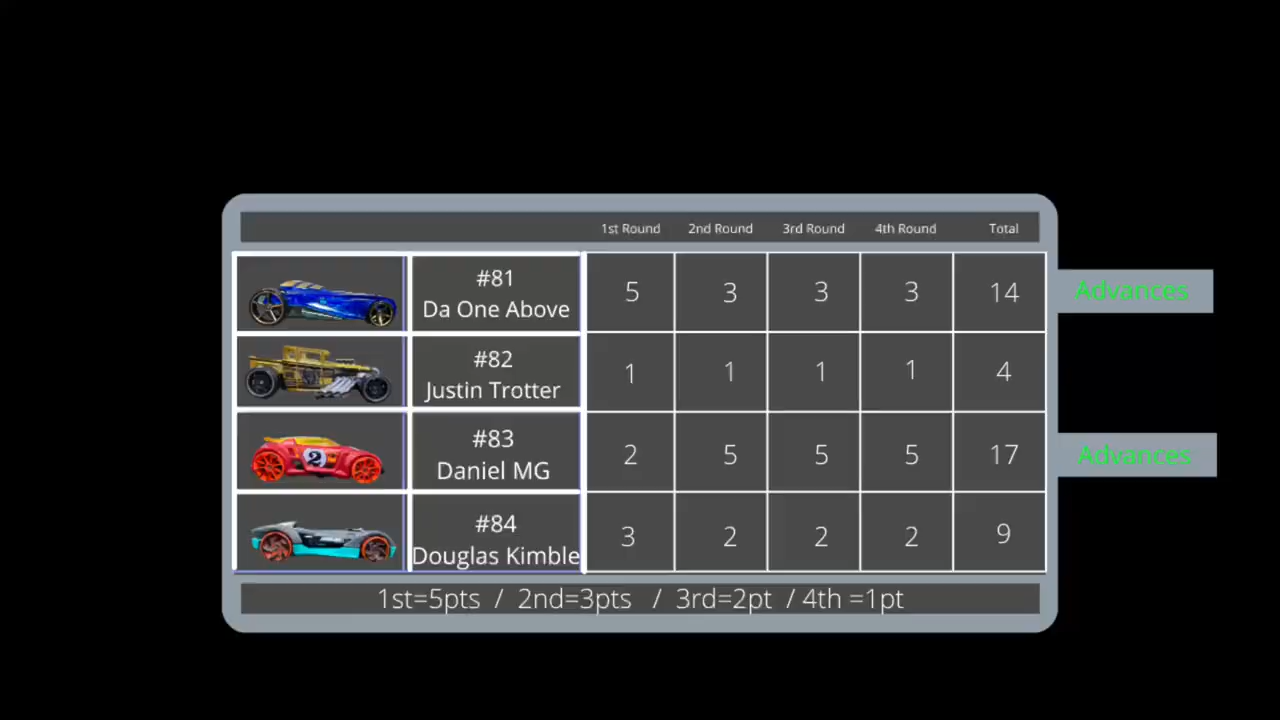 1st Round 2nd Round 3rd Round 4th Round Total
#81
Da One Above
5 3 3 3 14
Advances
#82
Justin Trotter
1 1 1 1 4
#83
Daniel MG
2 5 5 5 17
Advances
2
#84
Douglas Kimble
3 2 2 2 9
1st=5pts / 2nd=3pts / 3rd=2pt / 4th =1pt